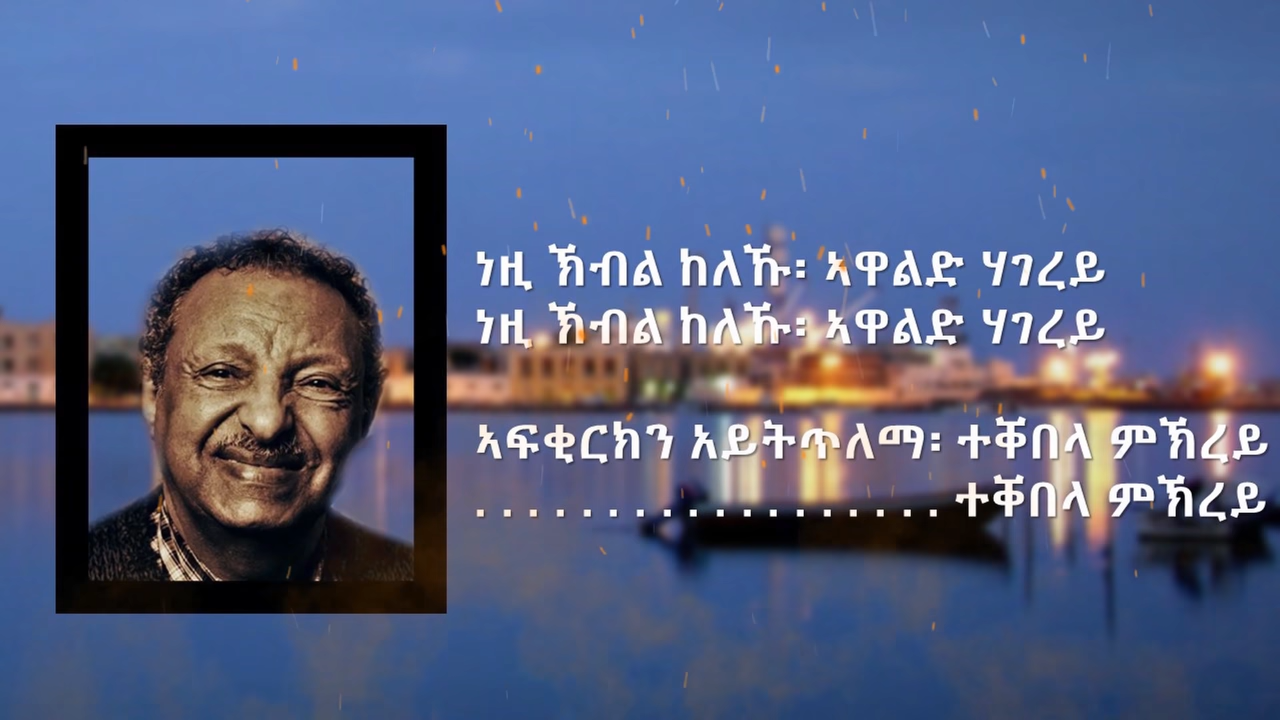 ነዚ ኽብል ከለኹ፡ ኣዋልድ ሃገረይ
ነዚ ኽብል ከለኹ፡ ኣዋልድ ሃገረይ
ኣፍቂርክን አይትጥለማ፡ ተቐበላ ምኽረይ
. . . . . . . . . . . . . . . . . . ተቐበላ ምኽረይ